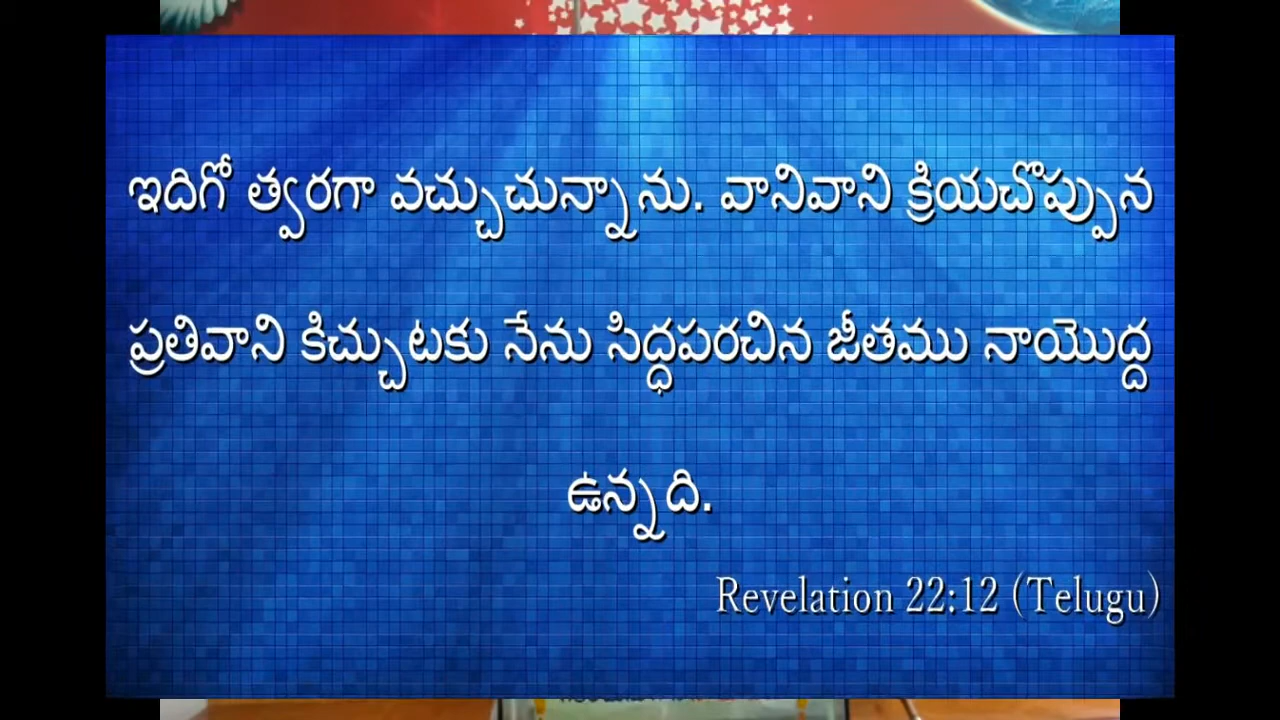 ఇదిగో త్వరగా వచ్చుచున్నాను. వానివాని క్రియచొప్పున
ప్రతివాని కిచ్చుటకు నేను సిద్ధపరచిన జీతము నాయొద్ద
ఉన్నది.
Revelation 22:12 (Telugu)